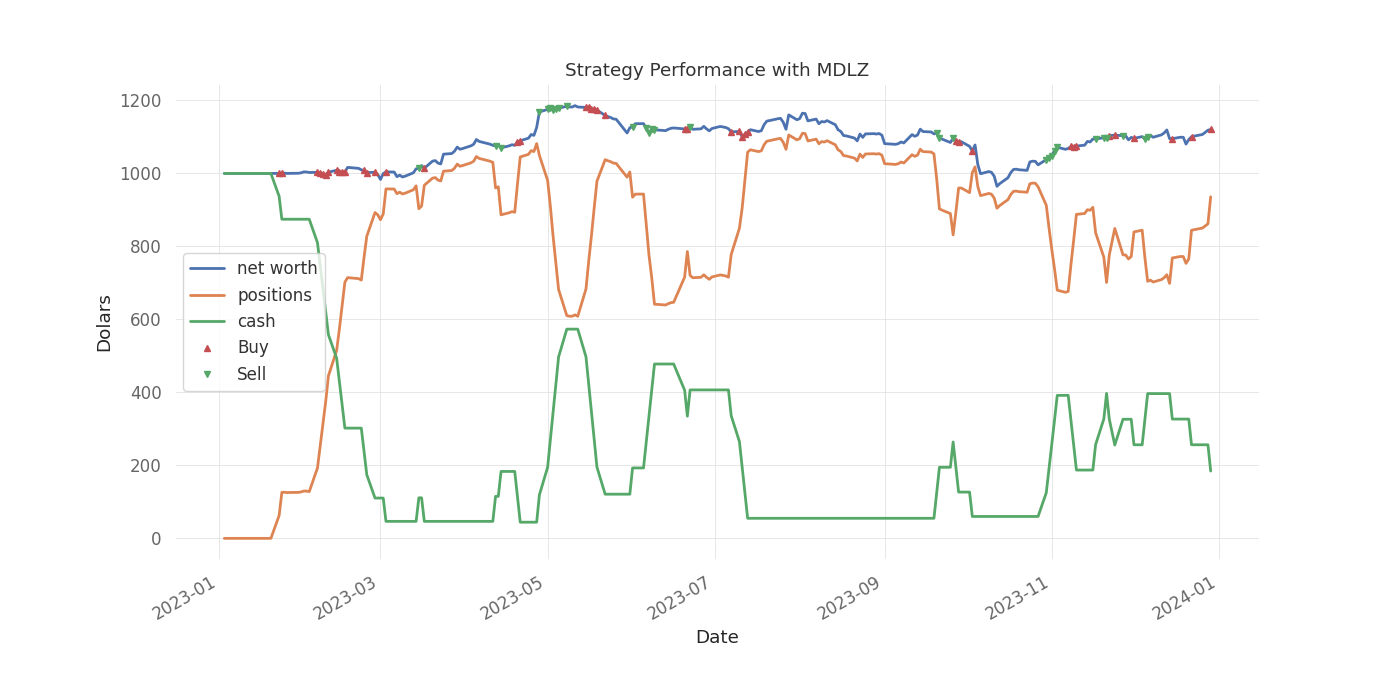 Strategy Performance with MDLZ
1200
1000
800
600
400
200
0
Dolars
net worth
positions
cash
Buy
Sell
2023-01
2023-03
2023-05
2023-07
2023-09
2023-11
2024-01
Date